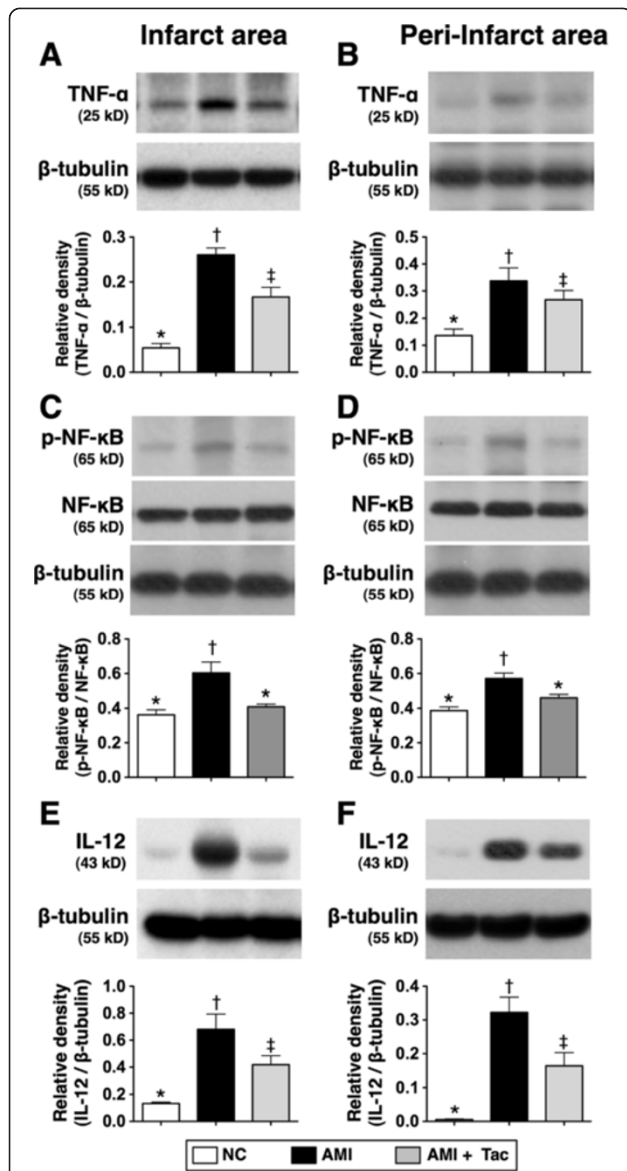 Infarct area
Peri-Infarct area
A
TNF-α
(25 kD)
β-tubulin
(55 kD)
Relative density
(TNF-α / β-tubulin)
0.3
0.2
0.1
0.0
*
†
‡
B
TNF-α
(25 kD)
β-tubulin
(55 kD)
Relative density
(TNF-α / β-tubulin)
0.5
0.4
0.3
0.2
0.1
0.0
*
†
‡
C
p-NF-κB
(65 kD)
NF-κB
(65 kD)
β-tubulin
(55 kD)
Relative density
(p-NF-κB / NF-κB)
0.8
0.6
0.4
0.2
0.0
*
†
*
D
p-NF-κB
(65 kD)
NF-κB
(65 kD)
β-tubulin
(55 kD)
Relative density
(p-NF-κB / NF-κB)
0.8
0.6
0.4
0.2
0.0
*
†
*
E
IL-12
(43 kD)
β-tubulin
(55 kD)
Relative density
(IL-12 / β-tubulin)
0.8
0.6
0.4
0.2
0.0
*
†
‡
F
IL-12
(43 kD)
β-tubulin
(55 kD)
Relative density
(IL-12 / β-tubulin)
0.4
0.3
0.2
0.1
0.0
*
†
‡
NC AMI AMI + Tac